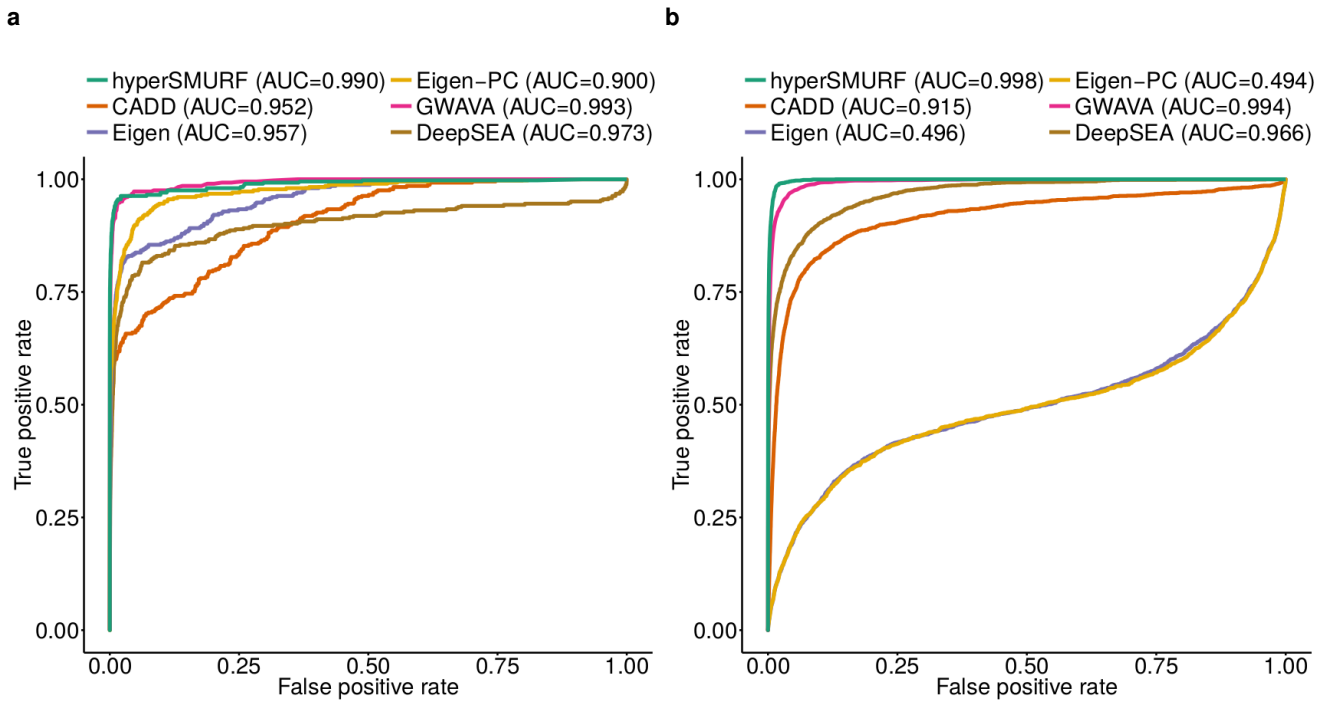 a
b
hyperSMURF (AUC=0.990)
Eigen−PC (AUC=0.900)
CADD (AUC=0.952)
GWAVA (AUC=0.993)
Eigen (AUC=0.957)
DeepSEA (AUC=0.973)
1.00
0.75
0.50
0.25
0.00
True positive rate
0.00
0.25
0.50
0.75
1.00
False positive rate
hyperSMURF (AUC=0.998)
Eigen−PC (AUC=0.494)
CADD (AUC=0.915)
GWAVA (AUC=0.994)
Eigen (AUC=0.496)
DeepSEA (AUC=0.966)
1.00
0.75
0.50
0.25
0.00
True positive rate
0.00
0.25
0.50
0.75
1.00
False positive rate